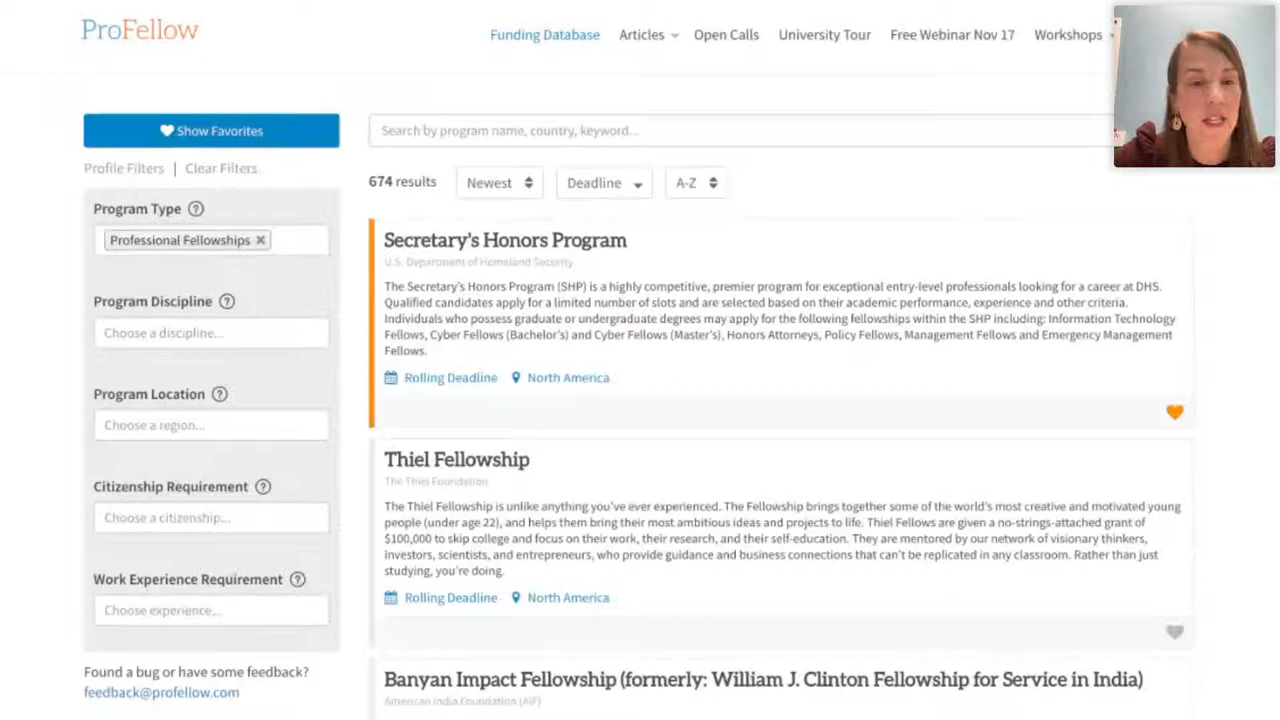 ProFellow
Funding Database Articles Open Calls University Tour Free Webinar Nov 17 Workshops
Show Favorites
Search by program name, country, keyword...
Profile Filters | Clear Filters
674 results Newest Deadline A-Z
Program Type
Professional Fellowships
Program Discipline
Choose a discipline...
Program Location
Choose a region...
Citizenship Requirement
Choose a citizenship...
Work Experience Requirement
Choose experience...
Found a bug or have some feedback?
feedback@profellow.com
Secretary's Honors Program
U.S. Department of Homeland Security
The Secretary's Honors Program (SHP) is a highly competitive, premier program for exceptional entry-level professionals looking for a career at DHS.
Qualified candidates apply for a limited number of slots and are selected based on their academic performance, experience and other criteria.
Individuals who possess graduate or undergraduate degrees may apply for the following fellowships within the SHP including: Information Technology
Fellows, Cyber Fellows (Bachelor's) and Cyber Fellows (Master's), Honors Attorneys, Policy Fellows, Management Fellows and Emergency Management
Fellows.
Rolling Deadline North America
Thiel Fellowship
The Thiel Foundation
The Thiel Fellowship is unlike anything you've ever experienced. The Fellowship brings together some of the world's most creative and motivated young
people (under age 22), and helps them bring their most ambitious ideas and projects to life. Thiel Fellows are given a no-strings-attached grant of
$100,000 to skip college and focus on their work, their research, and their self-education. They are mentored by our network of visionary thinkers,
investors, scientists, and entrepreneurs, who provide guidance and business connections that can't be replicated in any classroom. Rather than just
studying, you're doing.
Rolling Deadline North America
Banyan Impact Fellowship (formerly: William J. Clinton Fellowship for Service in India)
American India Foundation (AIF)